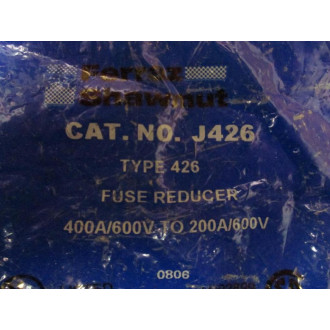 Ferraz
Shawmut
CAT. NO. J426
TYPE 426
FUSE REDUCER
400A/600V TO 200A/600V
0806